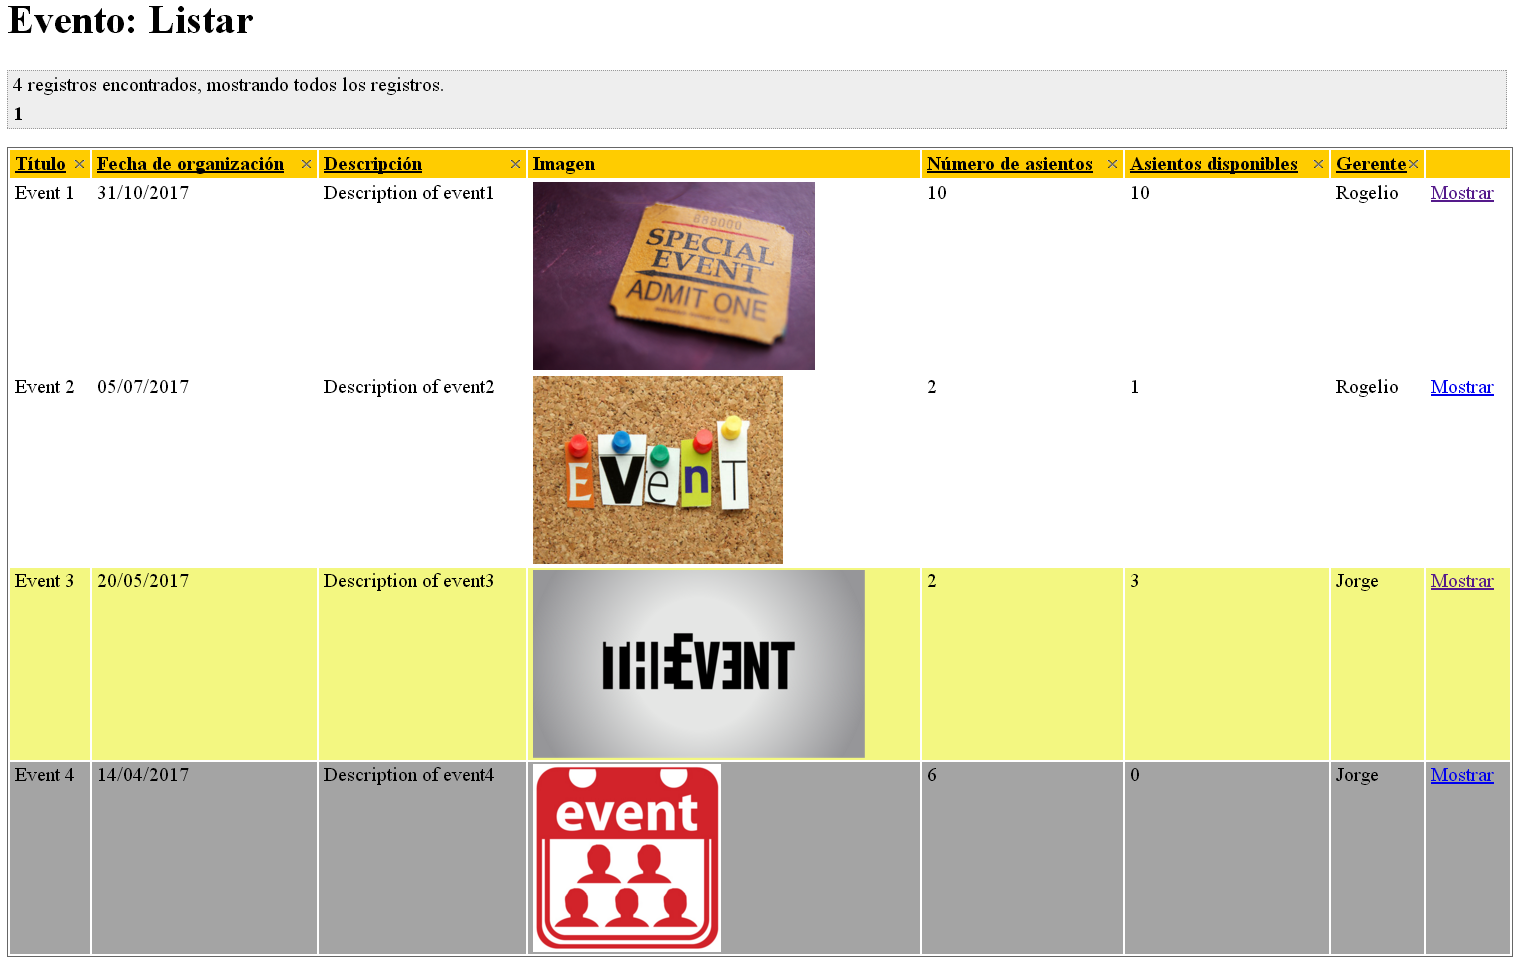 Evento: Listar
4 registros encontrados, mostrando todos los registros.
1
Título Fecha de organización Descripción Imagen Número de asientos Asientos disponibles Gerente
Event 1 31/10/2017 Description of event1 10 10 Rogelio Mostrar
888000
SPECIAL
EVENT
ADMIT ONE
Event 2 05/07/2017 Description of event2 2 1 Rogelio Mostrar
EVenT
Event 3 20/05/2017 Description of event3 2 3 Jorge Mostrar
THE EVENT
Event 4 14/04/2017 Description of event4 6 0 Jorge Mostrar
event